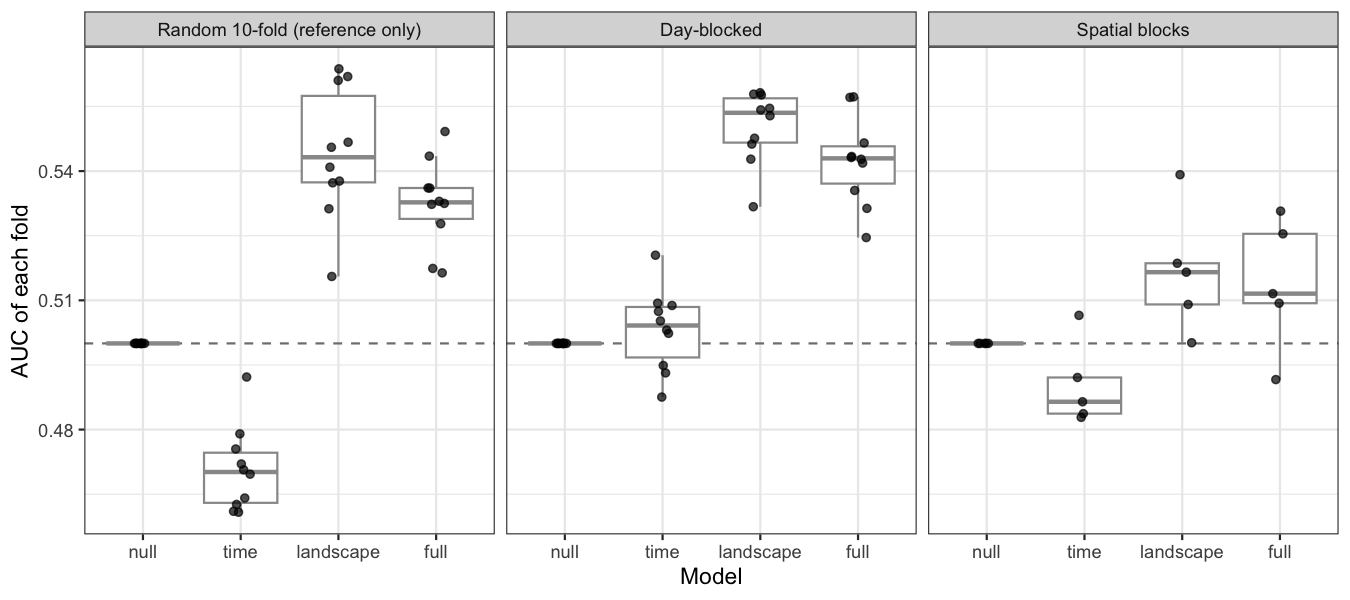 Random 10-fold (reference only)
Day-blocked
Spatial blocks
AUC of each fold
0.54
0.51
0.48
null time landscape full
null time landscape full
null time landscape full
Model